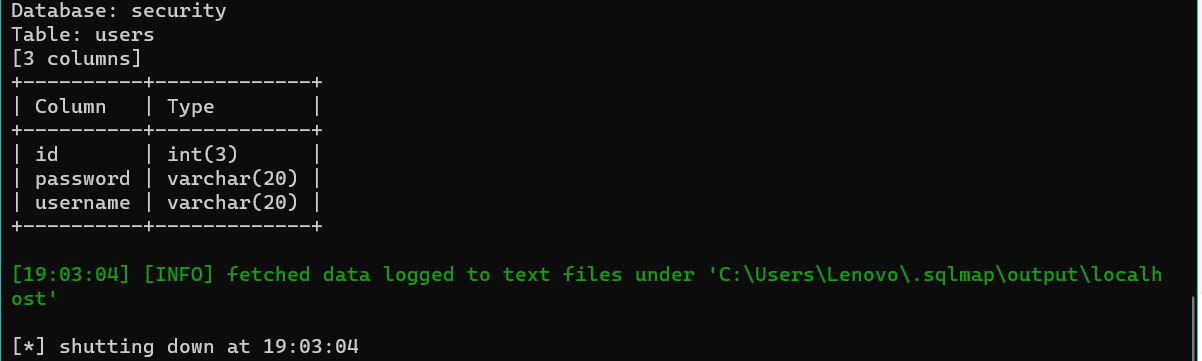 Database: security
Table: users
[3 columns]
+----------+-------------+
| Column   | Type        |
+----------+-------------+
| id       | int(3)      |
| password | varchar(20) |
| username | varchar(20) |
+----------+-------------+
[19:03:04] [INFO] fetched data logged to text files under 'C:\Users\Lenovo\.sqlmap\output\localh
ost'
[*] shutting down at 19:03:04